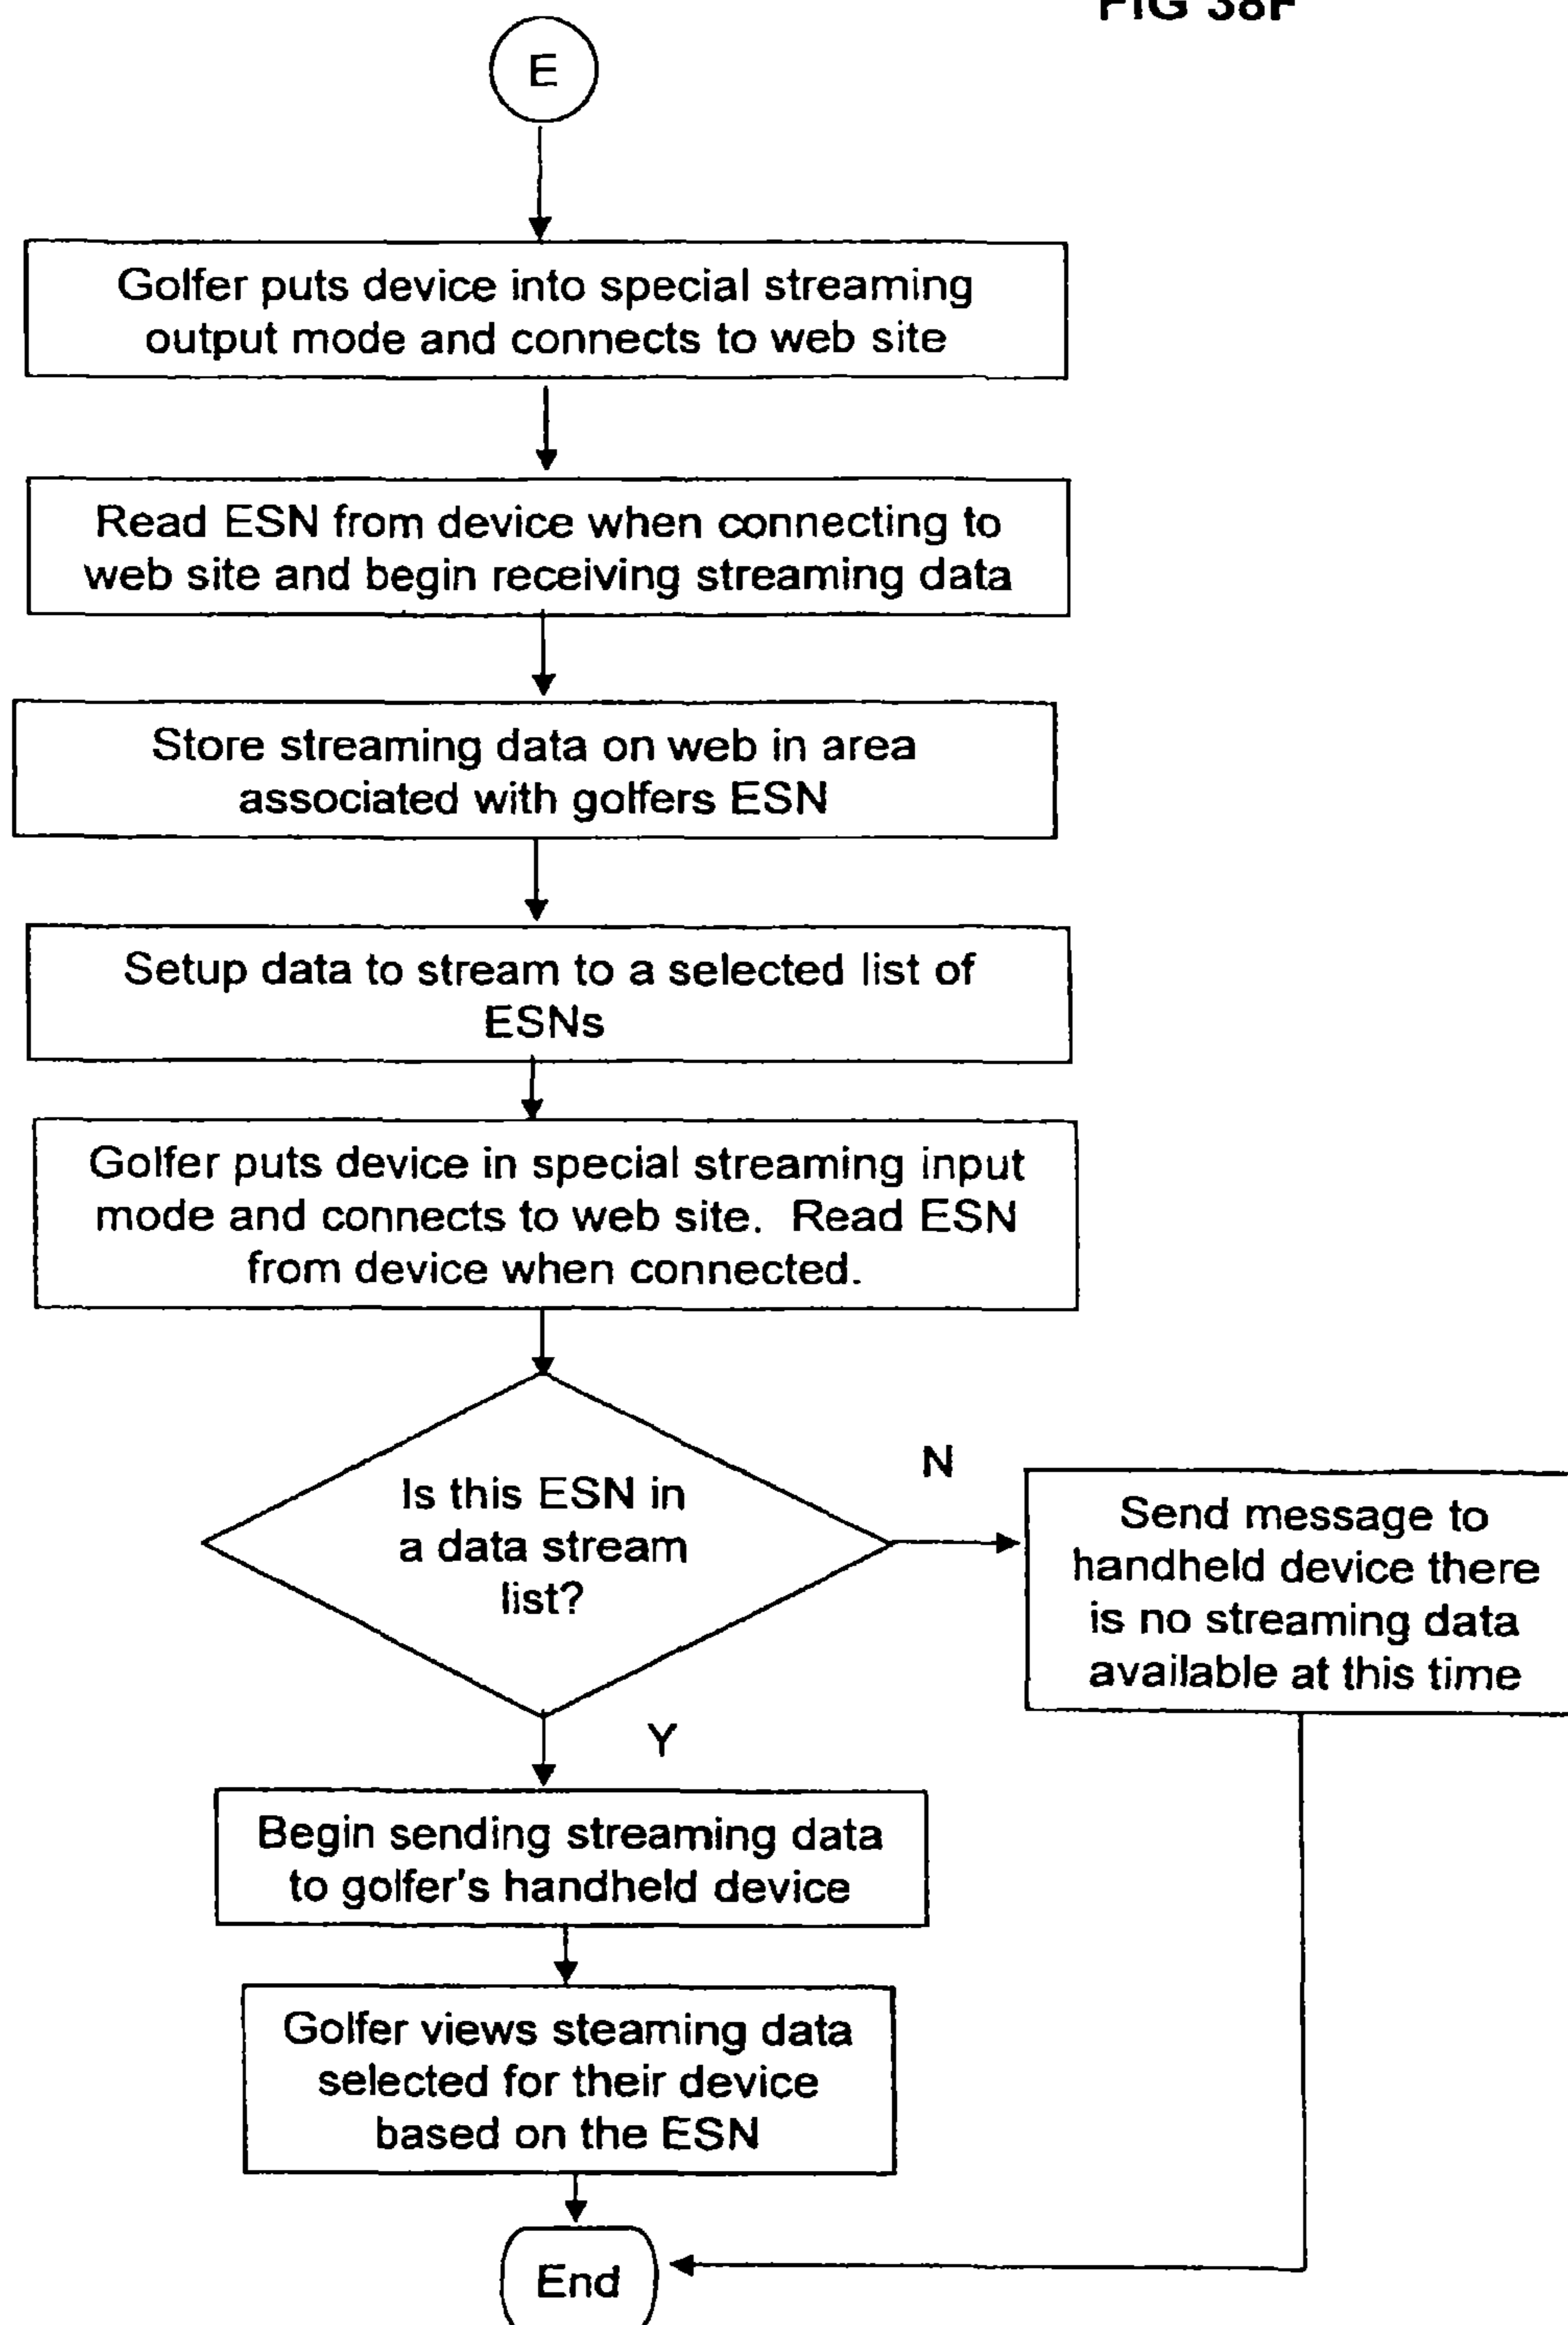 FIG 38F
E
Golfer puts device into special streaming
output mode and connects to web site
Read ESN from device when connecting to
web site and begin receiving streaming data
Store streaming data on web in area
associated with golfers ESN
Setup data to stream to a selected list of
ESNs
Golfer puts device in special streaming input
mode and connects to web site. Read ESN
from device when connected.
Is this ESN in
a data stream
list?
N
Send message to
handheld device there
is no streaming data
available at this time
Y
Begin sending streaming data
to golfer's handheld device
Golfer views steaming data
selected for their device
based on the ESN
End